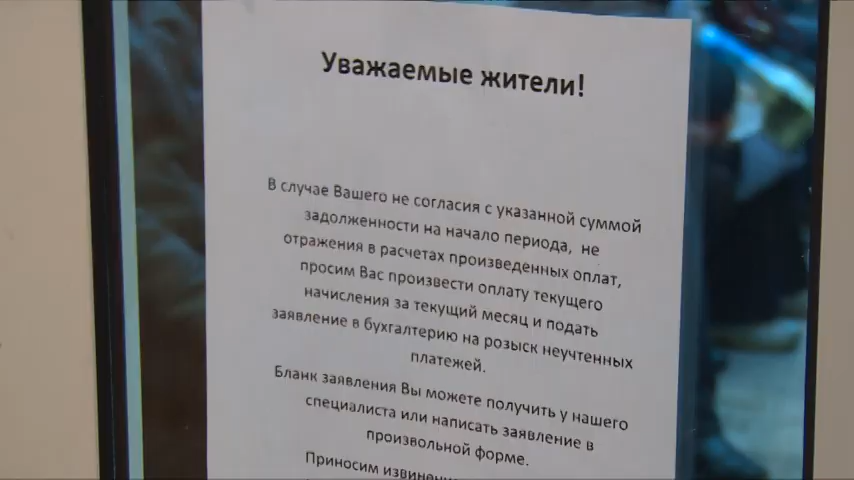 Уважаемые жители!
В случае Вашего не согласия с указанной суммой
задолженности на начало периода, не
отражения в расчетах произведенных оплат,
просим Вас произвести оплату текущего
начисления за текущий месяц и подать
заявление в бухгалтерию на розыск неучтенных
платежей.
Бланк заявления Вы можете получить у нашего
специалиста или написать заявление в
произвольной форме.
Приносим